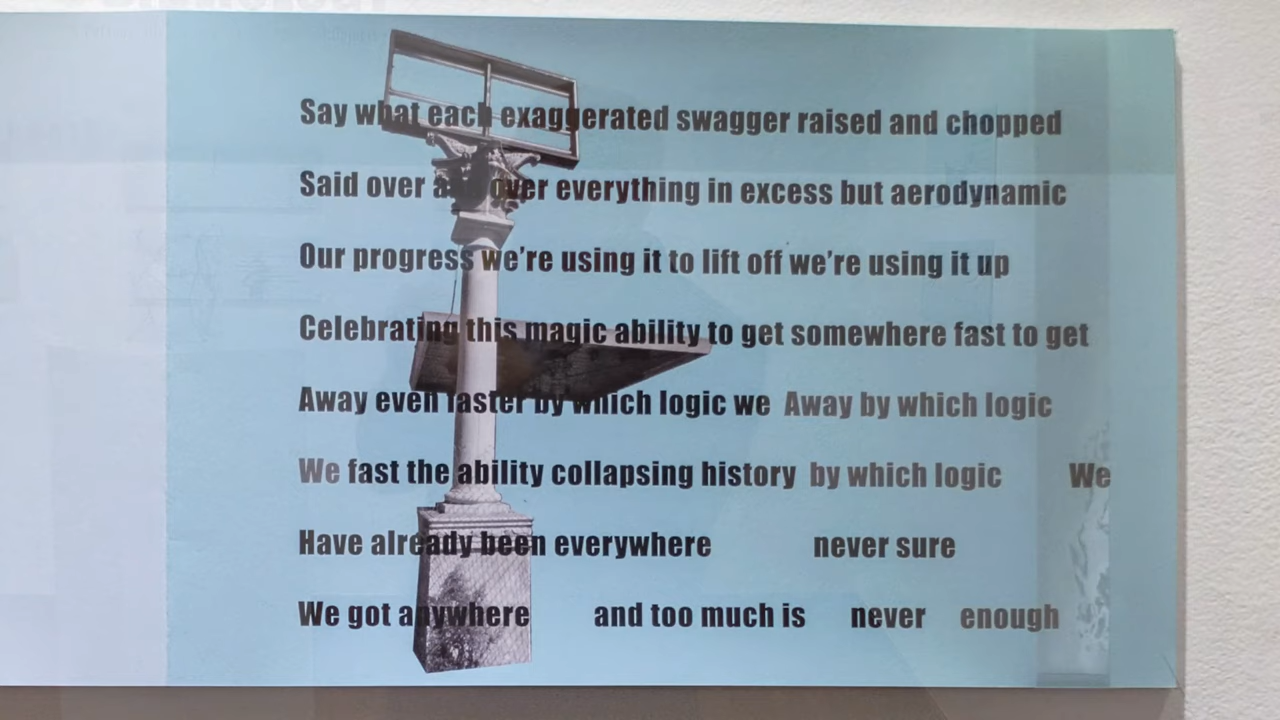 Say what each exaggerated swagger raised and chopped
Said over and over everything in excess but aerodynamic
Our progress we're using it to lift off we're using it up
Celebrating this magic ability to get somewhere fast to get
Away even faster by which logic we Away by which logic
We fast the ability collapsing history by which logic We
Have already been everywhere never sure
We got anywhere and too much is never enough